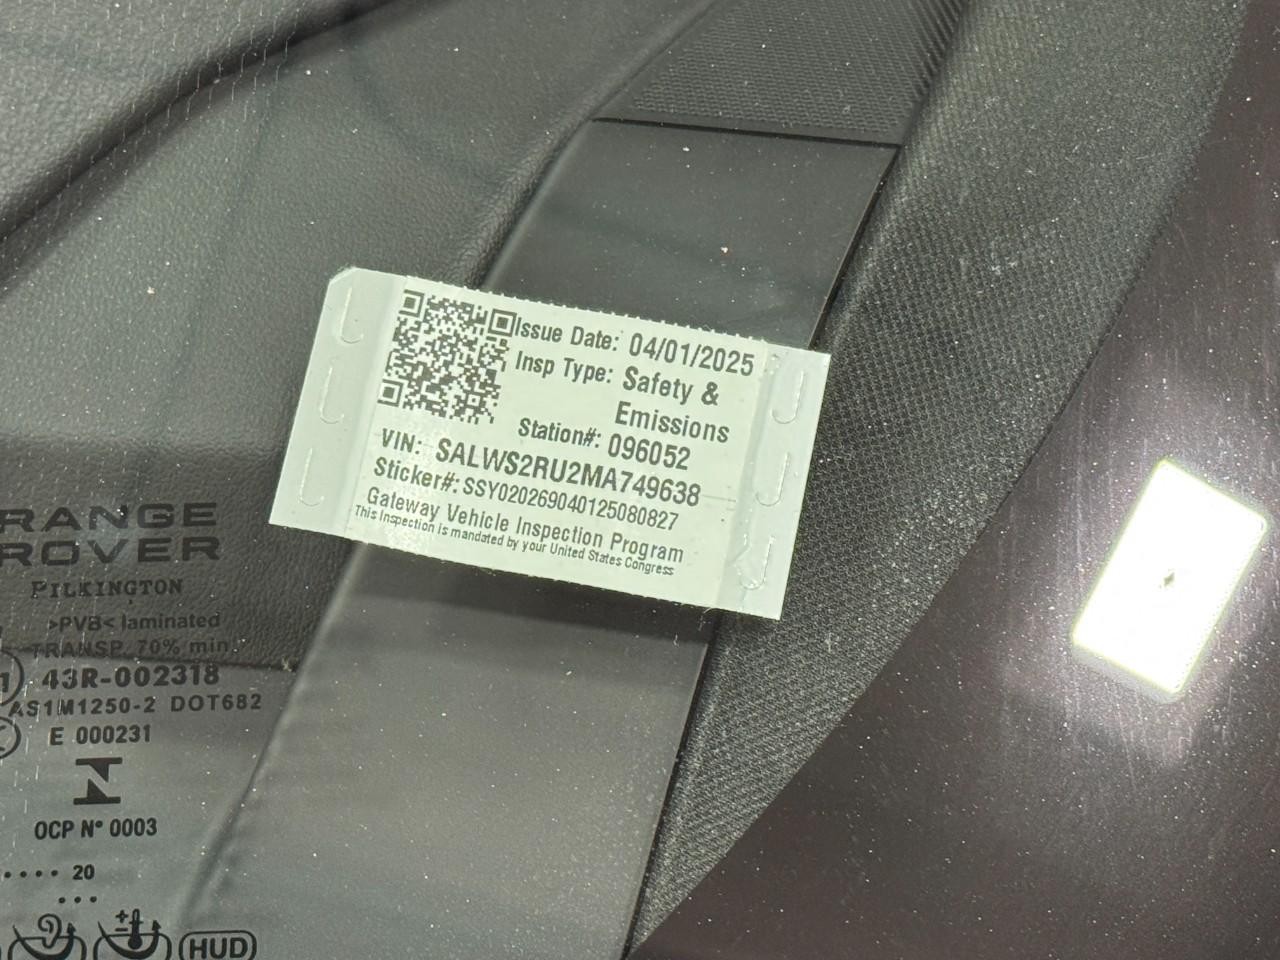 Issue Date: 04/01/2025
Insp Type: Safety &
Emissions
Station#: 096052
VIN: SALWS2RU2MA749638
Sticker#: SSY020269040125080827
Gateway Vehicle Inspection Program
This Inspection is mandated by your United States Congress
RANGE
ROVER
PILKINGTON
>PVB< laminated
TRANSP. 70% min.
43R-002318
AS1M1250-2 DOT682
E 000231
OCP N° 0003
20
HUD